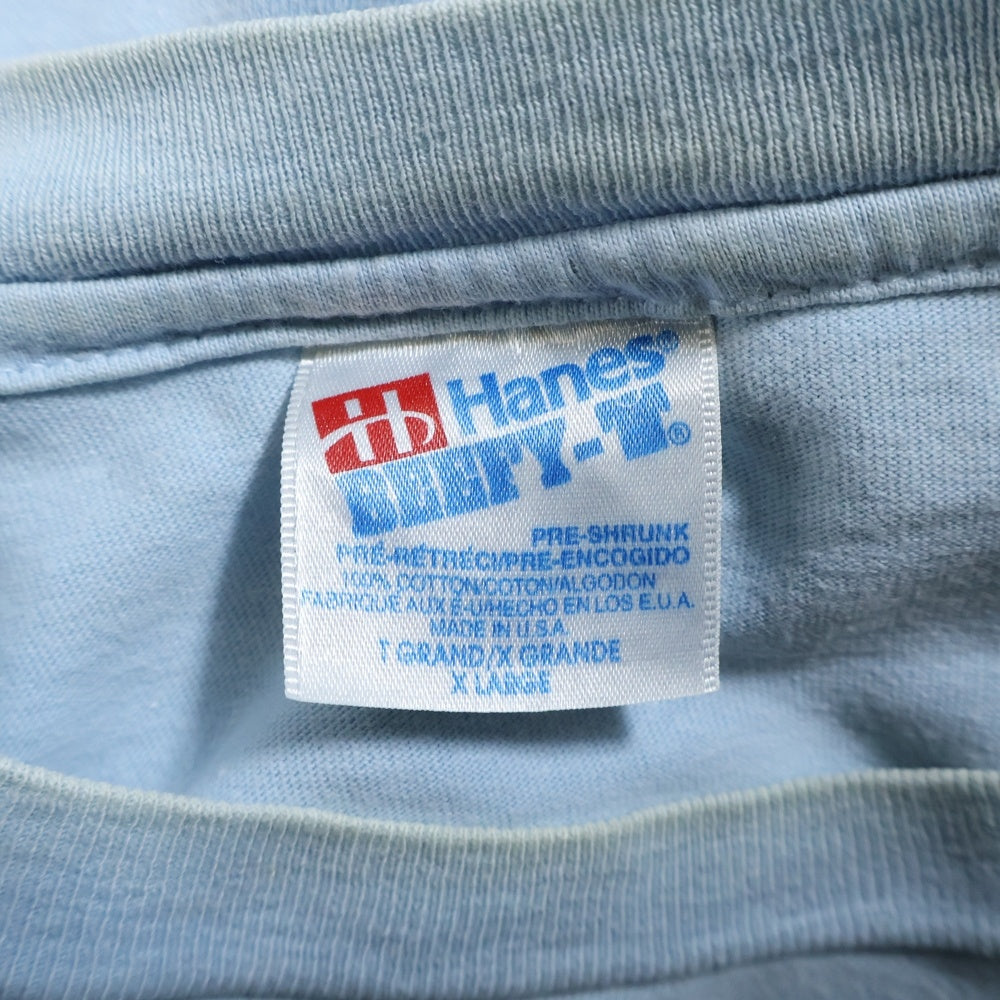 Hanes®
BEEFY-T®
PRE-SHRUNK
PRÉ-RÉTRÉCI/PRE-ENCOGIDO
100% COTTON/COTON/ALGODON
FABRIQUÉ AUX É-U/HECHO EN LOS E.U.A.
MADE IN U.S.A.
T GRAND/X GRANDE
X LARGE